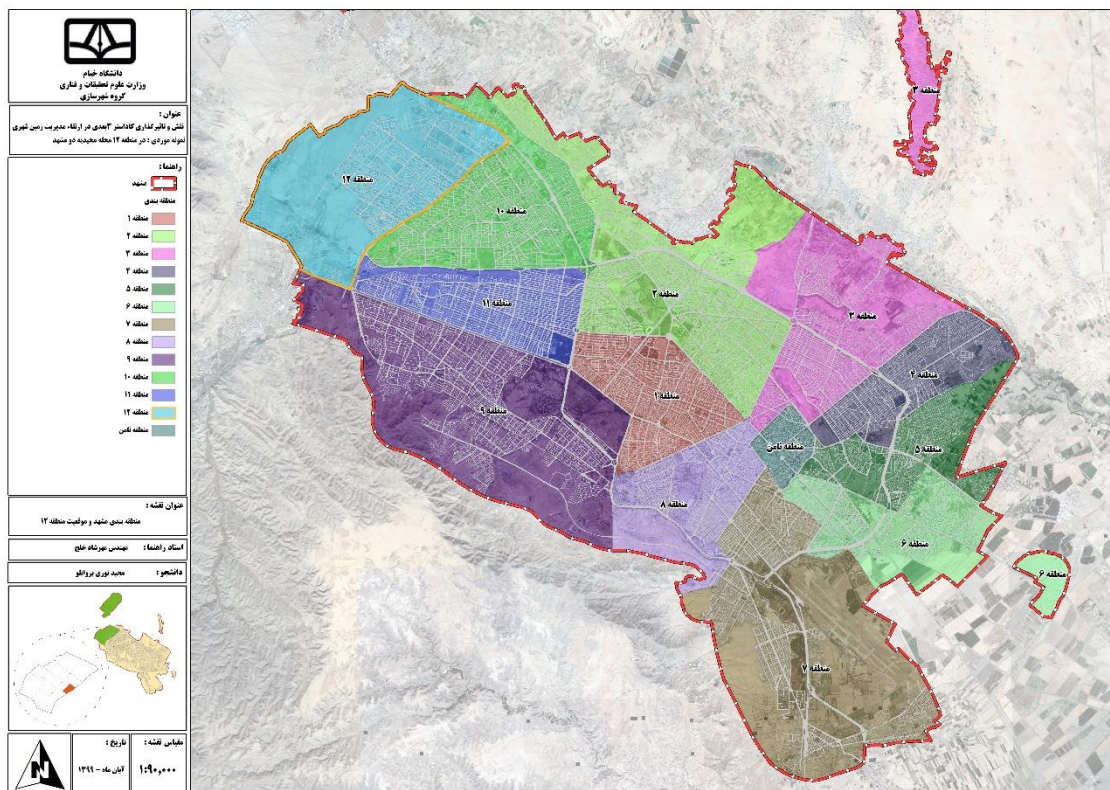 دانشگاه خیام
وزارت علوم تحقیقات و فناری
گروه شهرسازی
عنوان :
نقش و تاثیرگذاری کاداستر ۳بعدی در ارتقاء مدیریت زمین شهری
نمونه موردی : در منطقه ۱۲ محله مجیدیه دو مشهد
راهنما :
مشهد
منطقه بندی
منطقه ۱
منطقه ۲
منطقه ۳
منطقه ۴
منطقه ۵
منطقه ۶
منطقه ۷
منطقه ۸
منطقه ۹
منطقه ۱۰
منطقه ۱۱
منطقه ۱۲
منطقه ثامن
عنوان نقشه :
منطقه بندی مشهد و موقعیت منطقه ۱۲
استاد راهنما : مهندس مهرشاد خلج
دانشجو : مجید نوری بروانلو
مقیاس نقشه :
۱:۹۰,۰۰۰
تاریخ :
آبان ماه - ۱۳۹۹
N
منطقه ۳
منطقه ۱۲
منطقه ۱۰
منطقه ۲
منطقه ۱۱
منطقه ۳
منطقه ۴
منطقه ۱
منطقه ۹
منطقه ثامن
منطقه ۵
منطقه ۸
منطقه ۶
منطقه ۶
منطقه ۷